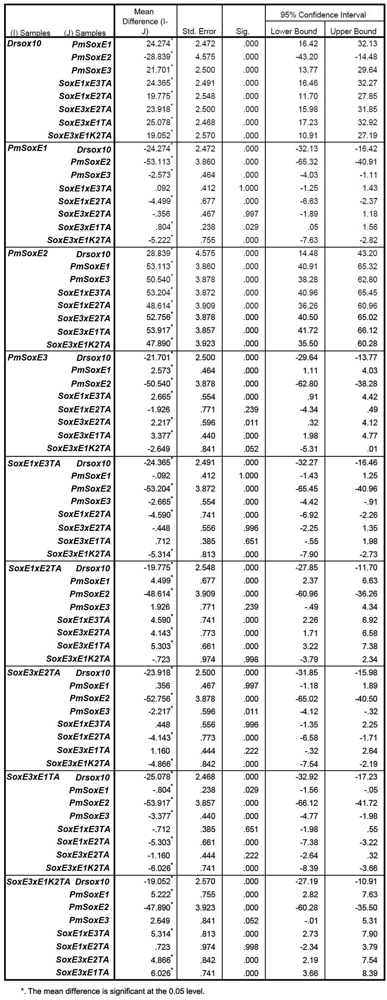 Mean
Difference (I-
J)
95% Confidence Interval
(I) Samples (J) Samples Std. Error Sig. Lower Bound Upper Bound
Drsox10 PmSoxE1 24.274* 2.472 .000 16.42 32.13
PmSoxE2 -28.839* 4.575 .000 -43.20 -14.48
PmSoxE3 21.701* 2.500 .000 13.77 29.64
SoxE1xE3TA 24.365* 2.491 .000 16.46 32.27
SoxE1xE2TA 19.775* 2.548 .000 11.70 27.85
SoxE3xE2TA 23.918* 2.500 .000 15.98 31.85
SoxE3xE1TA 25.078* 2.468 .000 17.23 32.92
SoxE3xE1K2TA 19.052* 2.570 .000 10.91 27.19
PmSoxE1 Drsox10 -24.274* 2.472 .000 -32.13 -16.42
PmSoxE2 -53.113* 3.860 .000 -65.32 -40.91
PmSoxE3 -2.573* .464 .000 -4.03 -1.11
SoxE1xE3TA .092 .412 1.000 -1.25 1.43
SoxE1xE2TA -4.499* .677 .000 -6.63 -2.37
SoxE3xE2TA -.356 .467 .997 -1.89 1.18
SoxE3xE1TA .804* .238 .029 .05 1.56
SoxE3xE1K2TA -5.222* .755 .000 -7.63 -2.82
PmSoxE2 Drsox10 28.839* 4.575 .000 14.48 43.20
PmSoxE1 53.113* 3.860 .000 40.91 65.32
PmSoxE3 50.540* 3.878 .000 38.28 62.80
SoxE1xE3TA 53.204* 3.872 .000 40.96 65.45
SoxE1xE2TA 48.614* 3.909 .000 36.26 60.96
SoxE3xE2TA 52.756* 3.878 .000 40.50 65.02
SoxE3xE1TA 53.917* 3.857 .000 41.72 66.12
SoxE3xE1K2TA 47.890* 3.923 .000 35.50 60.28
PmSoxE3 Drsox10 -21.701* 2.500 .000 -29.64 -13.77
PmSoxE1 2.573* .464 .000 1.11 4.03
PmSoxE2 -50.540* 3.878 .000 -62.80 -38.28
SoxE1xE3TA 2.665* .554 .000 .91 4.42
SoxE1xE2TA -1.926 .771 .239 -4.34 .49
SoxE3xE2TA 2.217* .596 .011 .32 4.12
SoxE3xE1TA 3.377* .440 .000 1.98 4.77
SoxE3xE1K2TA -2.649 .841 .052 -5.31 .01
SoxE1xE3TA Drsox10 -24.365* 2.491 .000 -32.27 -16.46
PmSoxE1 -.092 .412 1.000 -1.43 1.25
PmSoxE2 -53.204* 3.872 .000 -65.45 -40.96
PmSoxE3 -2.665* .554 .000 -4.42 -.91
SoxE1xE2TA -4.590* .741 .000 -6.92 -2.26
SoxE3xE2TA -.448 .556 .996 -2.25 1.35
SoxE3xE1TA .712 .385 .651 -.55 1.98
SoxE3xE1K2TA -5.314* .813 .000 -7.90 -2.73
SoxE1xE2TA Drsox10 -19.775* 2.548 .000 -27.85 -11.70
PmSoxE1 4.499* .677 .000 2.37 6.63
PmSoxE2 -48.614* 3.909 .000 -60.96 -36.26
PmSoxE3 1.926 .771 .239 -.49 4.34
SoxE1xE3TA 4.590* .741 .000 2.26 6.92
SoxE3xE2TA 4.143* .773 .000 1.71 6.58
SoxE3xE1TA 5.303* .661 .000 3.22 7.38
SoxE3xE1K2TA -.723 .974 .998 -3.79 2.34
SoxE3xE2TA Drsox10 -23.918* 2.500 .000 -31.85 -15.98
PmSoxE1 .356 .467 .997 -1.18 1.89
PmSoxE2 -52.756* 3.878 .000 -65.02 -40.50
PmSoxE3 -2.217* .596 .011 -4.12 -.32
SoxE1xE3TA .448 .556 .996 -1.35 2.25
SoxE1xE2TA -4.143* .773 .000 -6.58 -1.71
SoxE3xE1TA 1.160 .444 .222 -.32 2.64
SoxE3xE1K2TA -4.866* .842 .000 -7.54 -2.19
SoxE3xE1TA Drsox10 -25.078* 2.468 .000 -32.92 -17.23
PmSoxE1 -.804* .238 .029 -1.56 -.05
PmSoxE2 -53.917* 3.857 .000 -66.12 -41.72
PmSoxE3 -3.377* .440 .000 -4.77 -1.98
SoxE1xE3TA -.712 .385 .651 -1.98 .55
SoxE1xE2TA -5.303* .661 .000 -7.38 -3.22
SoxE3xE2TA -1.160 .444 .222 -2.64 .32
SoxE3xE1K2TA -6.026* .741 .000 -8.39 -3.66
SoxE3xE1K2TA Drsox10 -19.052* 2.570 .000 -27.19 -10.91
PmSoxE1 5.222* .755 .000 2.82 7.63
PmSoxE2 -47.890* 3.923 .000 -60.28 -35.50
PmSoxE3 2.649 .841 .052 -.01 5.31
SoxE1xE3TA 5.314* .813 .000 2.73 7.90
SoxE1xE2TA .723 .974 .998 -2.34 3.79
SoxE3xE2TA 4.866* .842 .000 2.19 7.54
SoxE3xE1TA 6.026* .741 .000 3.66 8.39
*. The mean difference is significant at the 0.05 level.